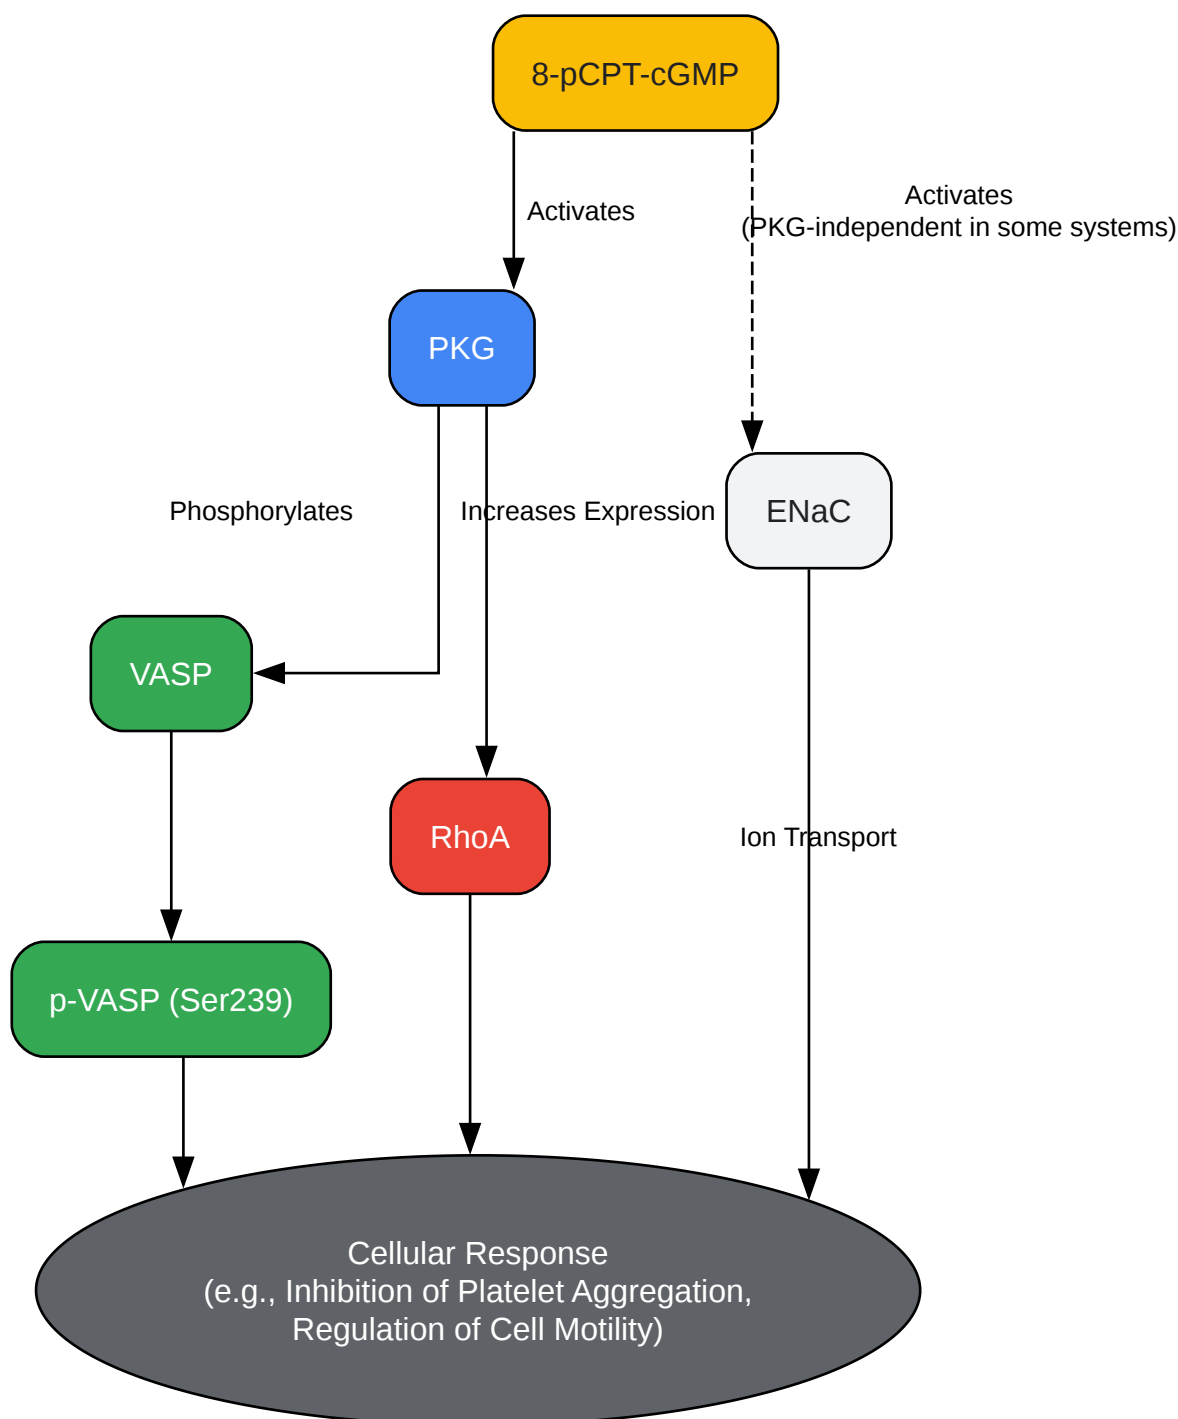 8-pCPT-cGMP
Activates
(PKG-independent in some systems)
Activates
PKG
Phosphorylates
Increases Expression
ENaC
VASP
RhoA
Ion Transport
p-VASP (Ser239)
Cellular Response
(e.g., Inhibition of Platelet Aggregation,
Regulation of Cell Motility)